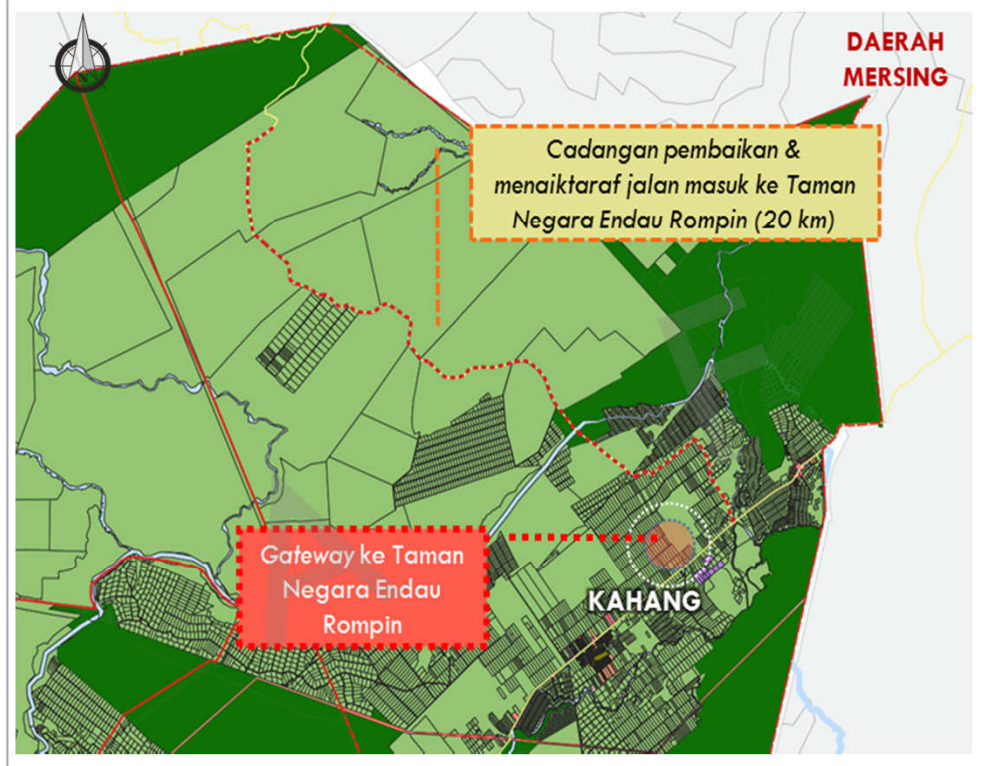 DAERAH
MERSING
Cadangan pembaikan &
menaiktaraf jalan masuk ke Taman
Negara Endau Rompin (20 km)
Gateway ke Taman
Negara Endau
Rompin
KAHANG